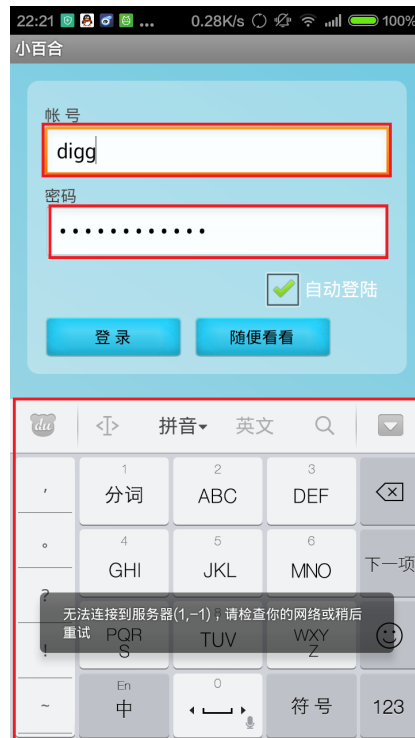 22:21 ... 0.28K/s 100%
小百合
帐 号
digg
密码
••••••••••••
自动登陆
登 录 随便看看
du 拼音 英文
, 1 分词 2 ABC 3 DEF
。 4 GHI 5 JKL 6 MNO 下一项
? PQRS TUV WXYZ
!
无法连接到服务器(1,-1)，请检查你的网络或稍后
重试
~ En 中 0 符号 123